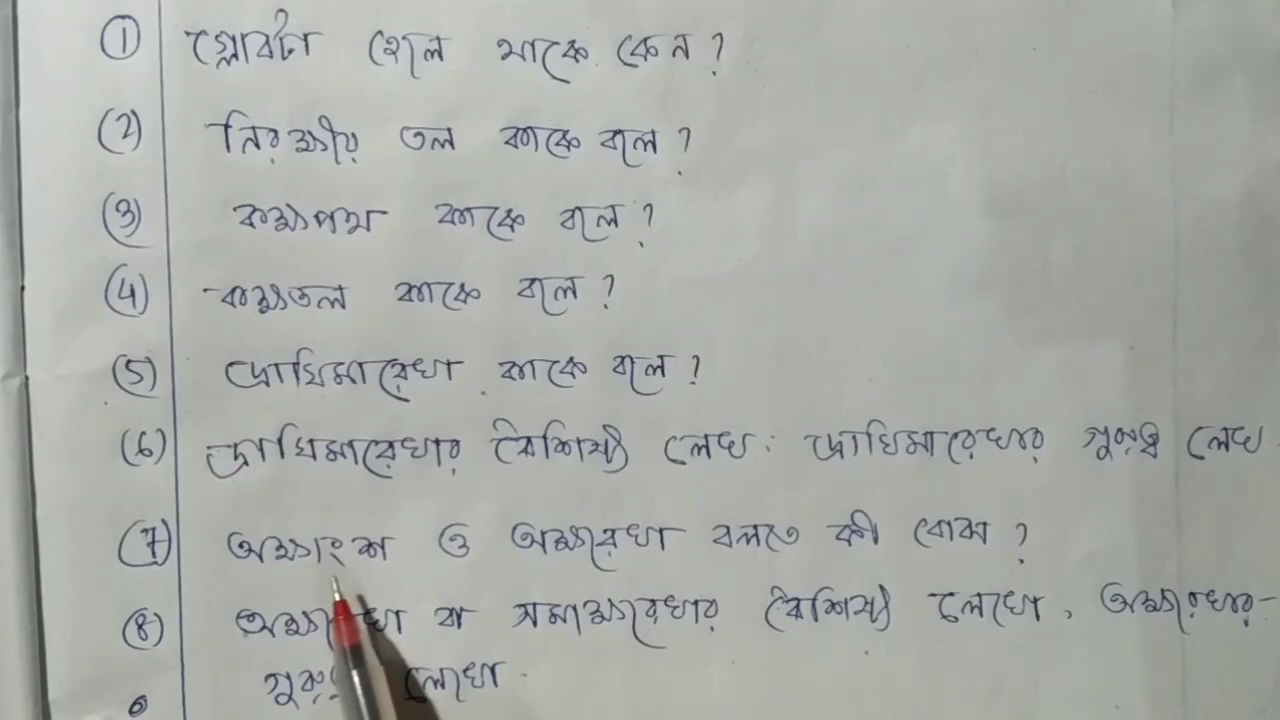 (1) গ্লোবটা হেলে থাকে কেন ?
(2) নিরক্ষীয় তল কাকে বলে ?
(3) কক্ষপথ কাকে বলে ?
(4) কক্ষতল কাকে বলে ?
(5) দ্রাঘিমারেখা কাকে বলে ?
(6) দ্রাঘিমারেখার বৈশিষ্ট্য লেখ। দ্রাঘিমারেখার গুরুত্ব লেখ
(7) অক্ষাংশ ও অক্ষরেখা বলতে কী বোঝ ?
(8) অক্ষরেখা বা সমাক্ষরেখার বৈশিষ্ট্য লেখো, অক্ষরেখার-
গুরুত্ব লেখো.